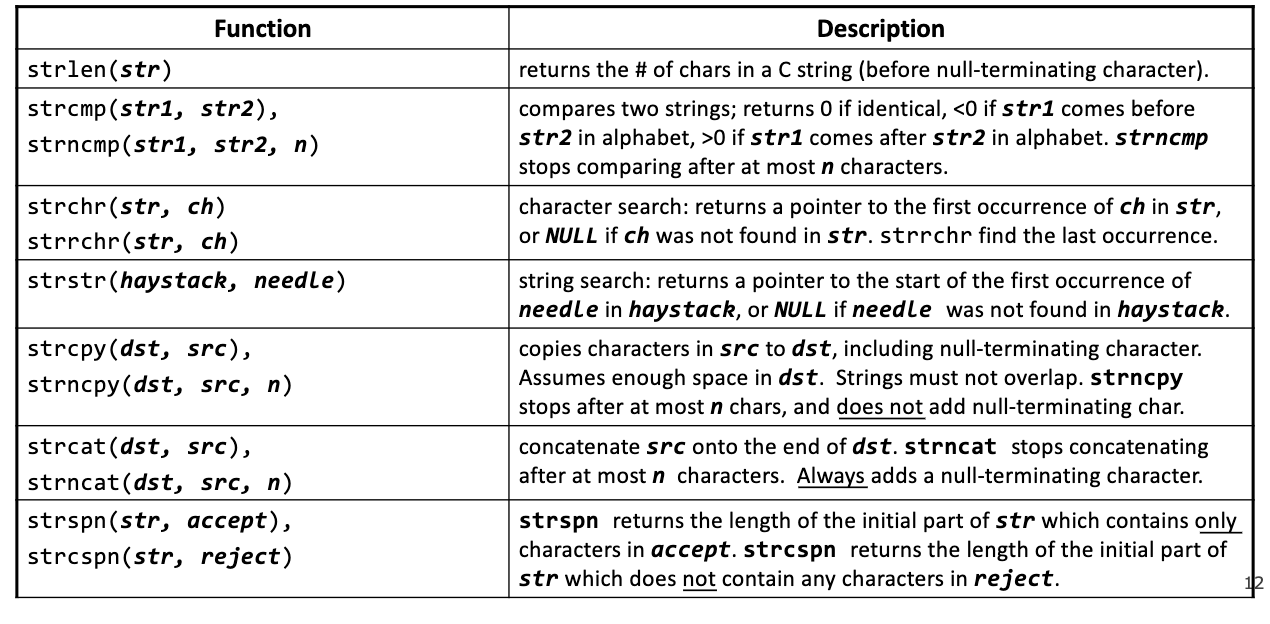 Function Description
strlen(str) returns the # of chars in a C string (before null-terminating character).
strcmp(str1, str2),
strncmp(str1, str2, n)
compares two strings; returns 0 if identical, <0 if str1 comes before
str2 in alphabet, >0 if str1 comes after str2 in alphabet. strncmp
stops comparing after at most n characters.
strchr(str, ch)
strrchr(str, ch)
character search: returns a pointer to the first occurrence of ch in str,
or NULL if ch was not found in str. strrchr find the last occurrence.
strstr(haystack, needle)
string search: returns a pointer to the start of the first occurrence of
needle in haystack, or NULL if needle was not found in haystack.
strcpy(dst, src),
strncpy(dst, src, n)
copies characters in src to dst, including null-terminating character.
Assumes enough space in dst. Strings must not overlap. strncpy
stops after at most n chars, and does not add null-terminating char.
strcat(dst, src),
strncat(dst, src, n)
concatenate src onto the end of dst. strncat stops concatenating
after at most n characters. Always adds a null-terminating character.
strspn(str, accept),
strcspn(str, reject)
strspn returns the length of the initial part of str which contains only
characters in accept. strcspn returns the length of the initial part of
str which does not contain any characters in reject.
12